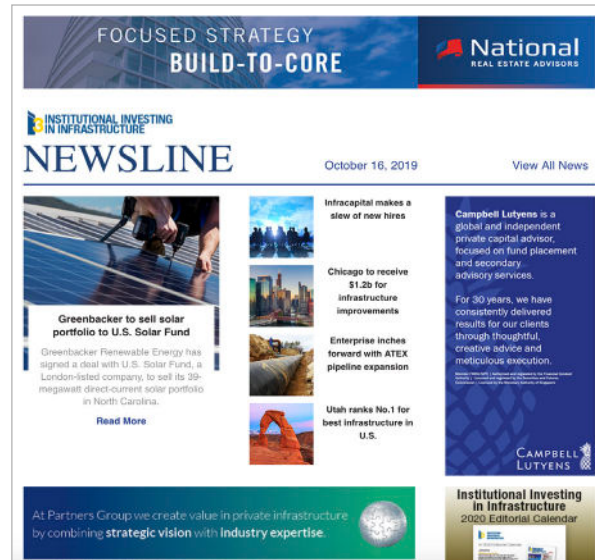 FOCUSED STRATEGY
BUILD-TO-CORE
National
REAL ESTATE ADVISORS
INSTITUTIONAL INVESTING
IN INFRASTRUCTURE
NEWSLINE
October 16, 2019
View All News
Greenbacker to sell solar
portfolio to U.S. Solar Fund
Greenbacker Renewable Energy has
signed a deal with U.S. Solar Fund, a
London-listed company, to sell its 39-
megawatt direct-current solar portfolio
in North Carolina.
Read More
Infracapital makes a
slew of new hires
Chicago to receive
$1.2b for
infrastructure
improvements
Enterprise inches
forward with ATEX
pipeline expansion
Utah ranks No.1 for
best infrastructure in
U.S.
Campbell Lutyens is a
global and independent
private capital advisor,
focused on fund placement
and secondary
advisory services.
For 30 years, we have
consistently delivered
results for our clients
through thoughtful,
creative advice and
meticulous execution.
CAMPBELL
LUTYENS
At Partners Group we create value in private infrastructure
by combining strategic vision with industry expertise.
Institutional Investing
in Infrastructure
2020 Editorial Calendar